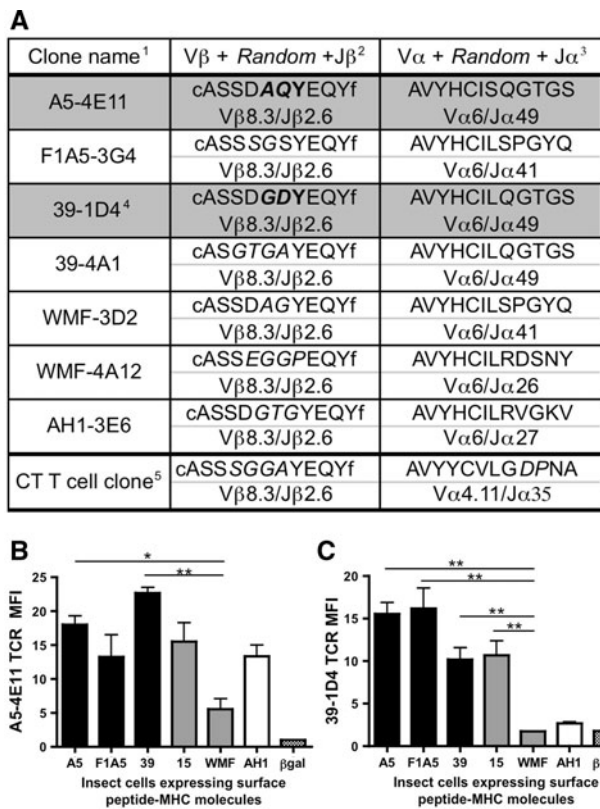 A
Clone name1 Vβ + Random +Jβ2 Vα + Random + Jα3
A5-4E11 cASSDAQYEQYf AVYHCISQGTGS
Vβ8.3/Jβ2.6 Vα6/Jα49
F1A5-3G4 cASSSGSYEQYf AVYHCILSPGYQ
Vβ8.3/Jβ2.6 Vα6/Jα41
39-1D44 cASSDGDYEQYf AVYHCILQGTGS
Vβ8.3/Jβ2.6 Vα6/Jα49
39-4A1 cASGTGAYEQYf AVYHCILQGTGS
Vβ8.3/Jβ2.6 Vα6/Jα49
WMF-3D2 cASSDAGYEQYf AVYHCILSPGYQ
Vβ8.3/Jβ2.6 Vα6/Jα41
WMF-4A12 cASSEGGPEQYf AVYHCILRDSNY
Vβ8.3/Jβ2.6 Vα6/Jα26
AH1-3E6 cASSDGTGYEQYf AVYHCILRVGKV
Vβ8.3/Jβ2.6 Vα6/Jα27
CT T cell clone5 cASSSGGAYEQYf AVYYCVLGDPNA
Vβ8.3/Jβ2.6 Vα4.11/Jα35
B
A5-4E11 TCR MFI
25
20
15
10
5
0
*
**
A5 F1A5 39 15 WMF AH1 βgal
Insect cells expressing surface
peptide-MHC molecules
C
39-1D4 TCR MFI
20
15
10
5
0
**
**
**
**
A5 F1A5 39 15 WMF AH1 β
Insect cells expressing surface
peptide-MHC molecules